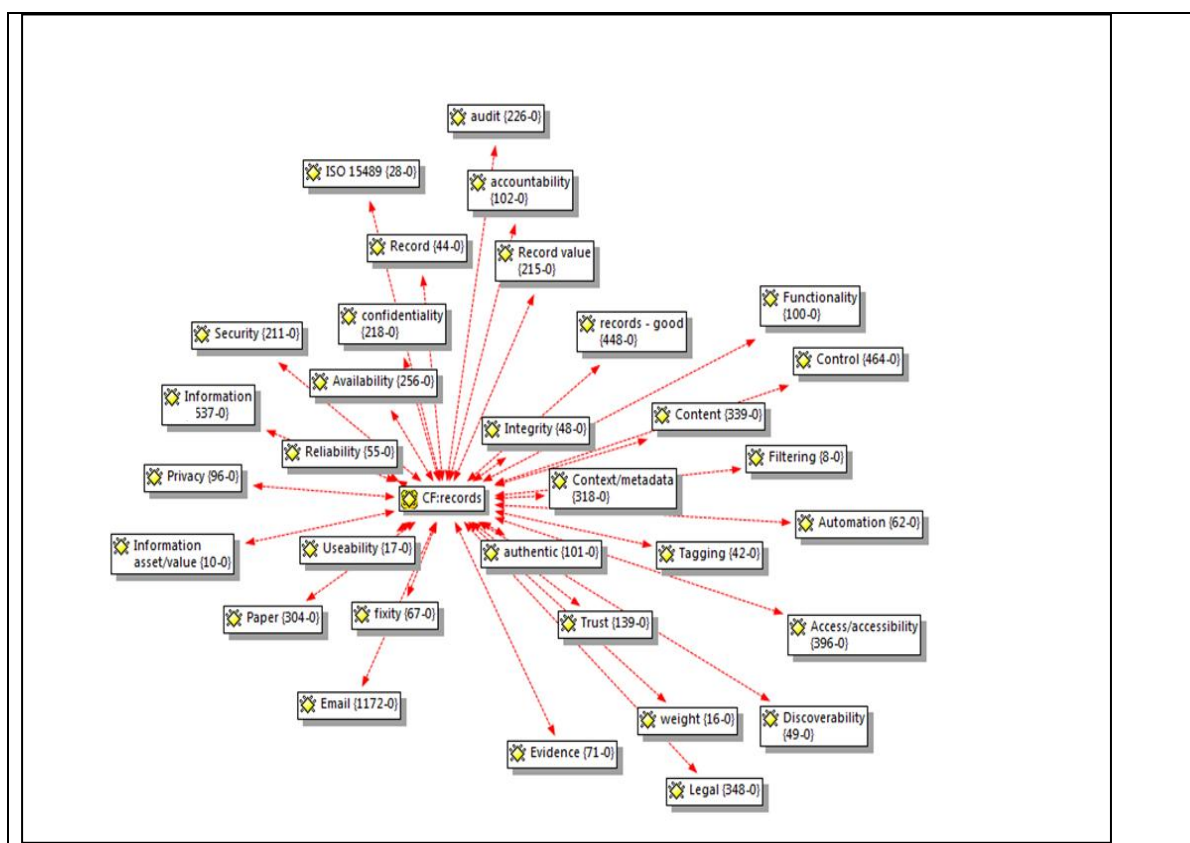 audit {226-0}
ISO 15489 {28-0}
accountability
{102-0}
Record {44-0}
Record value
{215-0}
Functionality
{100-0}
confidentiality
{218-0}
records - good
{448-0}
Security {211-0}
Control {464-0}
Availability {256-0}
Information
537-0}
Content {339-0}
Integrity {48-0}
Reliability {55-0}
Filtering {8-0}
Privacy {96-0}
Context/metadata
{318-0}
CF:records
Automation {62-0}
Information
asset/value {10-0}
Useability {17-0}
authentic {101-0}
Tagging {42-0}
Paper {304-0}
fixity {67-0}
Trust {139-0}
Access/accessibility
{396-0}
Email {1172-0}
weight {16-0}
Discoverability
{49-0}
Evidence {71-0}
Legal {348-0}